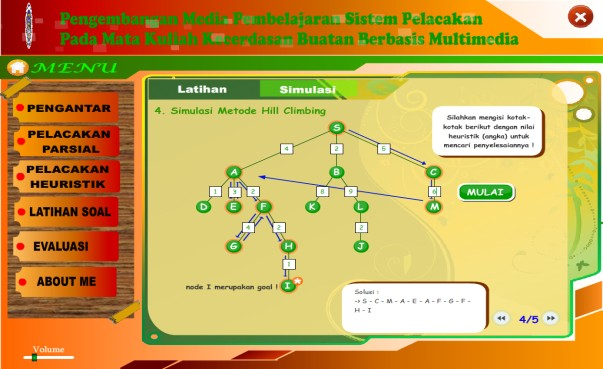 Pengembangan Media Pembelajaran Sistem Pelacakan
Pada Mata Kuliah Kecerdasan Buatan Berbasis Multimedia
MENU
Latihan
Simulasi
PENGANTAR
PELACAKAN
PARSIAL
PELACAKAN
HEURISTIK
LATIHAN SOAL
EVALUASI
ABOUT ME
Volume
4. Simulasi Metode Hill Climbing
Silahkan mengisi kotak-
kotak berikut dengan nilai
heuristik (angka) untuk
mencari penyelesaiannya !
MULAI
S
4 2 5
A B C
1 3 2 8 9 6
D E F K L M
4 2 2
G H J
1
node I merupakan goal ! I
Solusi :
-> S - C - M - A - E - A - F - G - F -
H - I
4/5